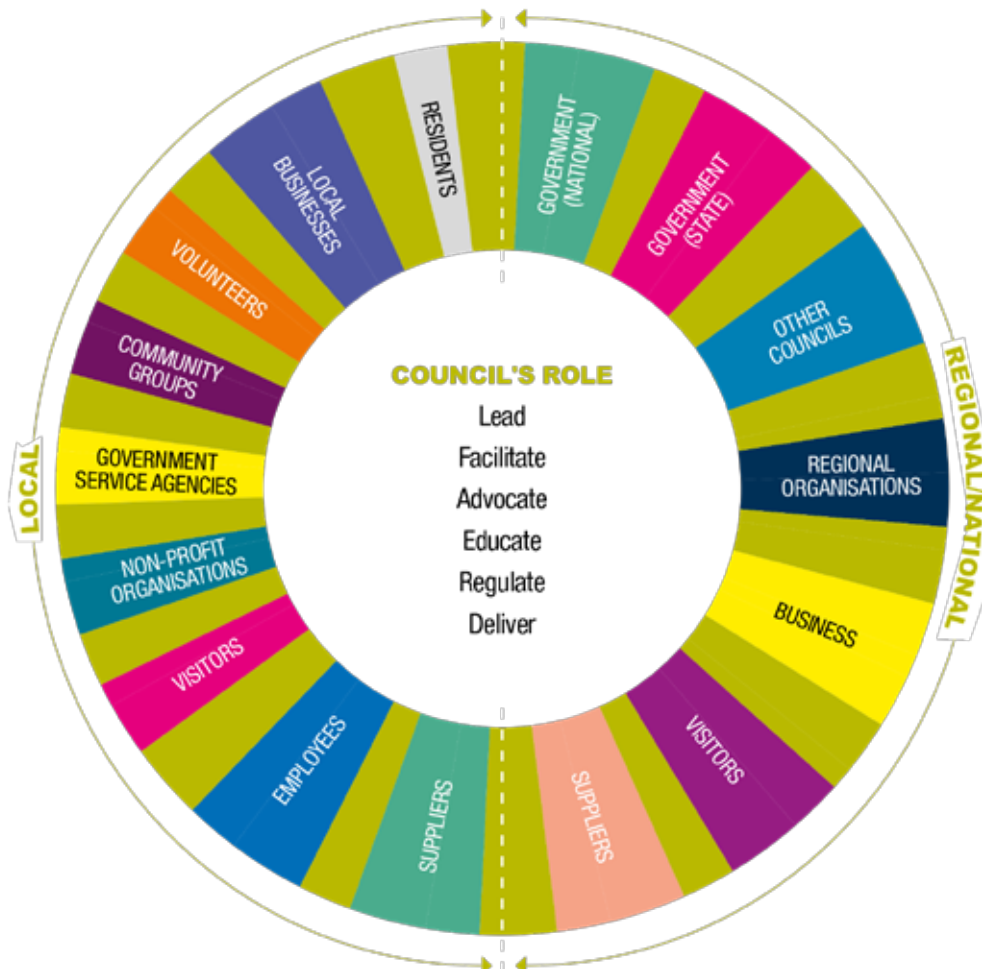 COUNCIL'S ROLE
Lead
Facilitate
Advocate
Educate
Regulate
Deliver
LOCAL
RESIDENTS
LOCAL
BUSINESSES
VOLUNTEERS
COMMUNITY
GROUPS
GOVERNMENT
SERVICE AGENCIES
NON-PROFIT
ORGANISATIONS
VISITORS
EMPLOYEES
SUPPLIERS
REGIONAL/NATIONAL
GOVERNMENT
(NATIONAL)
GOVERNMENT
(STATE)
OTHER
COUNCILS
REGIONAL
ORGANISATIONS
BUSINESS
VISITORS
SUPPLIERS